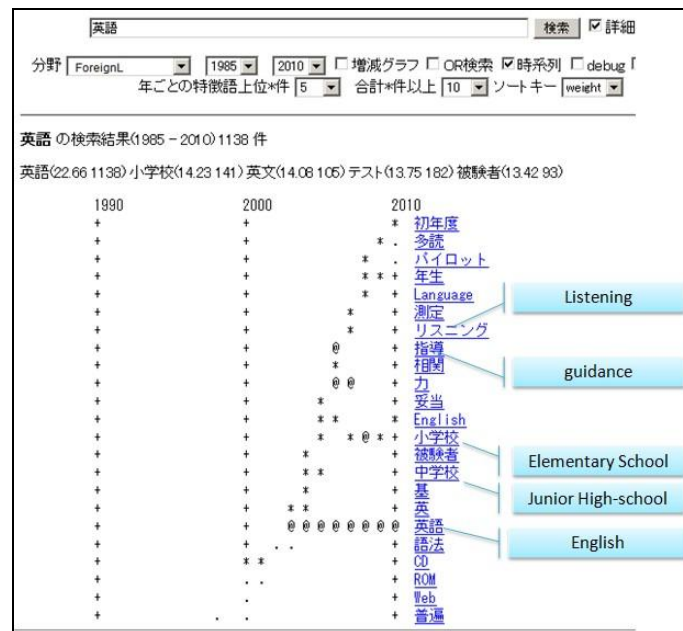 英語 検索 詳細
分野 ForeignL 1985 2010 増減グラフ OR検索 時系列 debug
年ごとの特徴語上位*件 5 合計*件以上 10 ソートキー weight
英語 の検索結果(1985 - 2010) 1138 件
英語(22.66 1138) 小学校(14.23 141) 英文(14.08 105) テスト(13.75 182) 被験者(13.42 93)
1990 2000 2010
+ + * 初年度
+ + * . 多読
+ + * . パイロット
+ + * * + 年生
+ + * + Language
+ + * + 測定
+ + * + リスニング
+ + @ + 指導
+ + * + 相関
+ + @ @ + 力
+ + * + 妥当
+ + * * * English
+ + * * @ * + 小学校
+ + * + 被験者
+ + * * + 中学校
+ + * + 基
+ + * * + 英
+ + @ @ @ @ @ @ @ @ 英語
+ + . . + 語法
+ * * + CD
+ . . + ROM
+ . + Web
+ . . + 普遍
Listening
guidance
Elementary School
Junior High-school
English